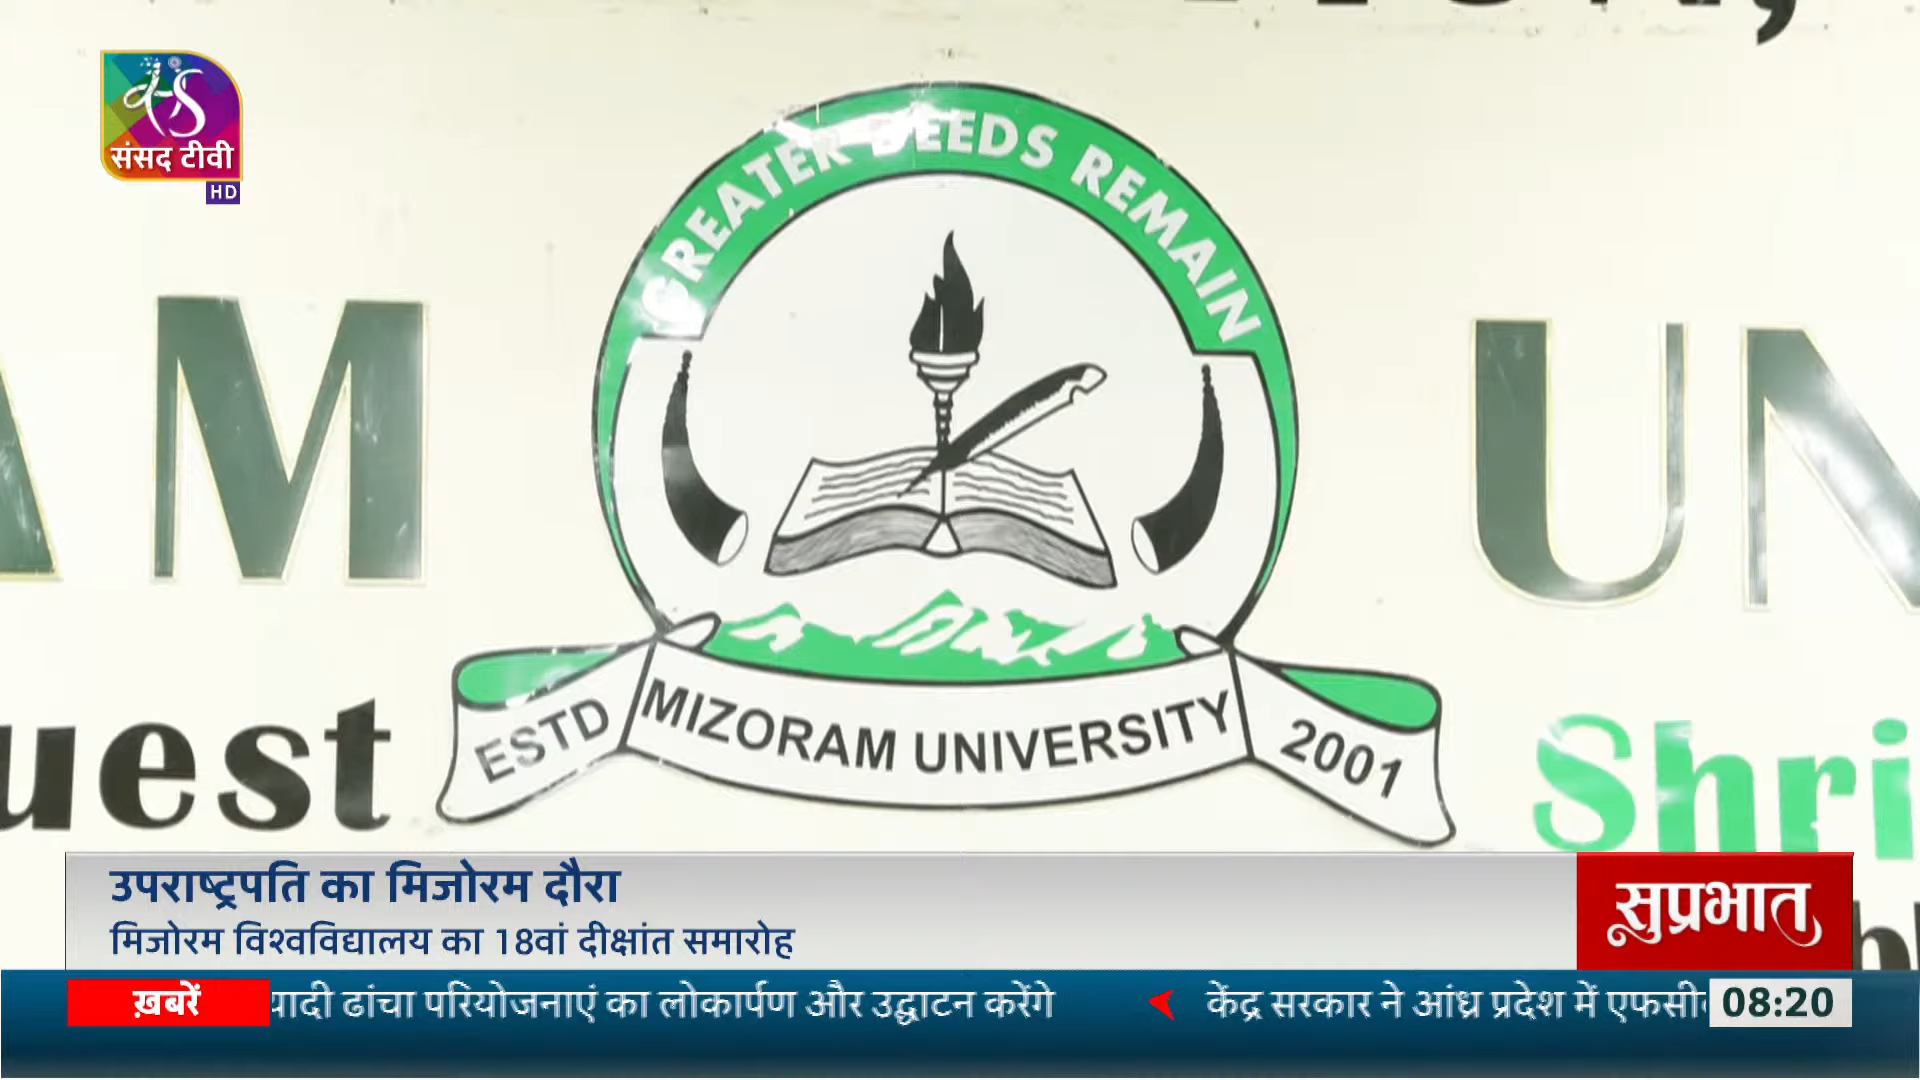 संसद टीवी
HD
GREATER DEEDS REMAIN
M UN
uest
Shri
ESTD MIZORAM UNIVERSITY 2001
उपराष्ट्रपति का मिजोरम दौरा
मिजोरम विश्वविद्यालय का 18वां दीक्षांत समारोह
सुप्रभात
ख़बरें
यादी ढांचा परियोजनाएं का लोकार्पण और उद्घाटन करेंगे
केंद्र सरकार ने आंध्र प्रदेश में एफसी
08:20